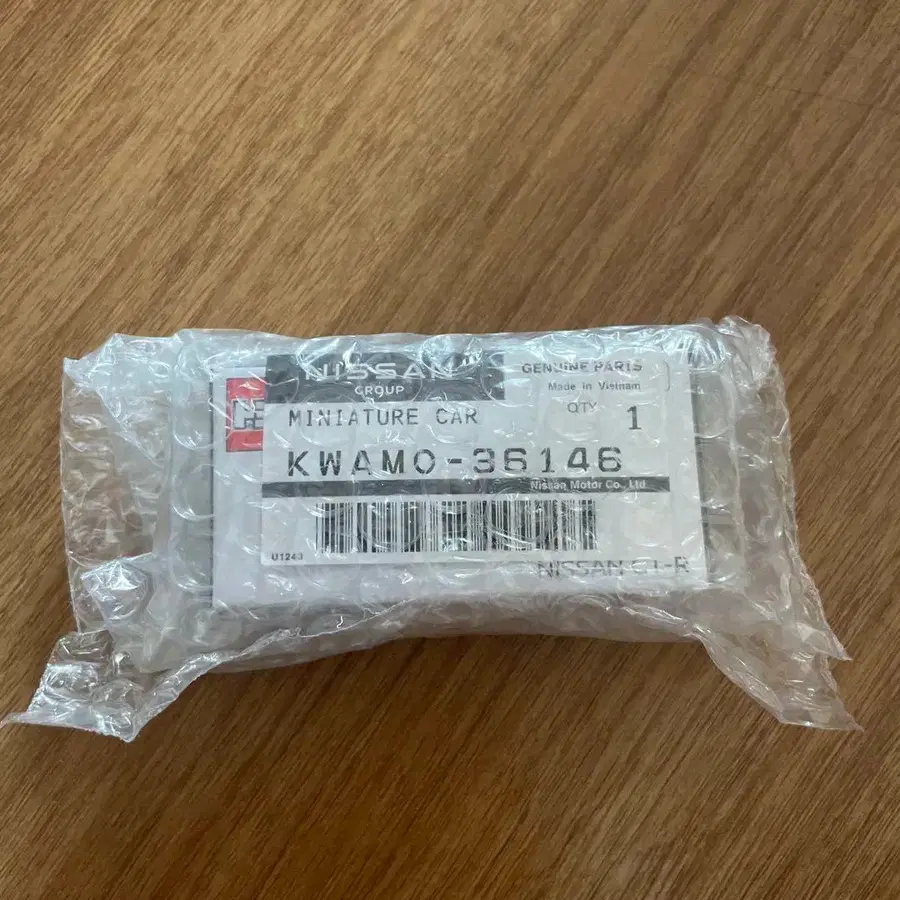 NISSAN
GROUP
GENUINE PARTS
Made in Vietnam
MINIATURE CAR
QTY 1
KWAMO-36146
Nissan Motor Co., Ltd
U1243
NISSAN GT-R